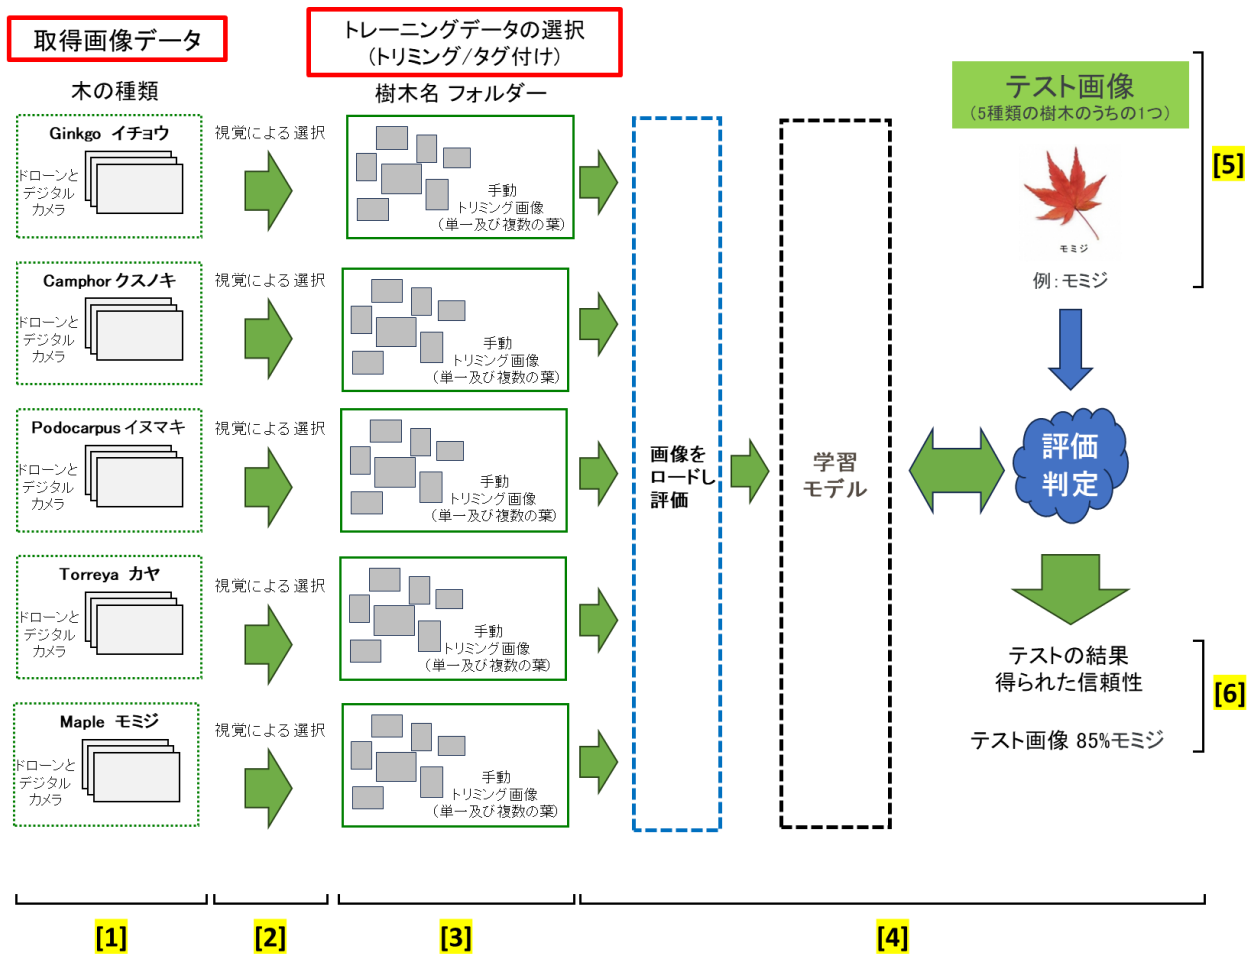 取得画像データ
トレーニングデータの選択
(トリミング/タグ付け)
木の種類
樹木名 フォルダー
Ginkgo イチョウ
ドローンと
デジタル
カメラ
視覚による選択
手動
トリミング画像
(単一及び複数の葉)
Camphor クスノキ
ドローンと
デジタル
カメラ
視覚による選択
手動
トリミング画像
(単一及び複数の葉)
Podocarpus イヌマキ
ドローンと
デジタル
カメラ
視覚による選択
手動
トリミング画像
(単一及び複数の葉)
Torreya カヤ
ドローンと
デジタル
カメラ
視覚による選択
手動
トリミング画像
(単一及び複数の葉)
Maple モミジ
ドローンと
デジタル
カメラ
視覚による選択
手動
トリミング画像
(単一及び複数の葉)
画像を
ロードし
評価
学習
モデル
テスト画像
(5種類の樹木のうちの1つ)
モミジ
例：モミジ
[5]
評価
判定
テストの結果
得られた信頼性
テスト画像 85%モミジ
[6]
[1]
[2]
[3]
[4]